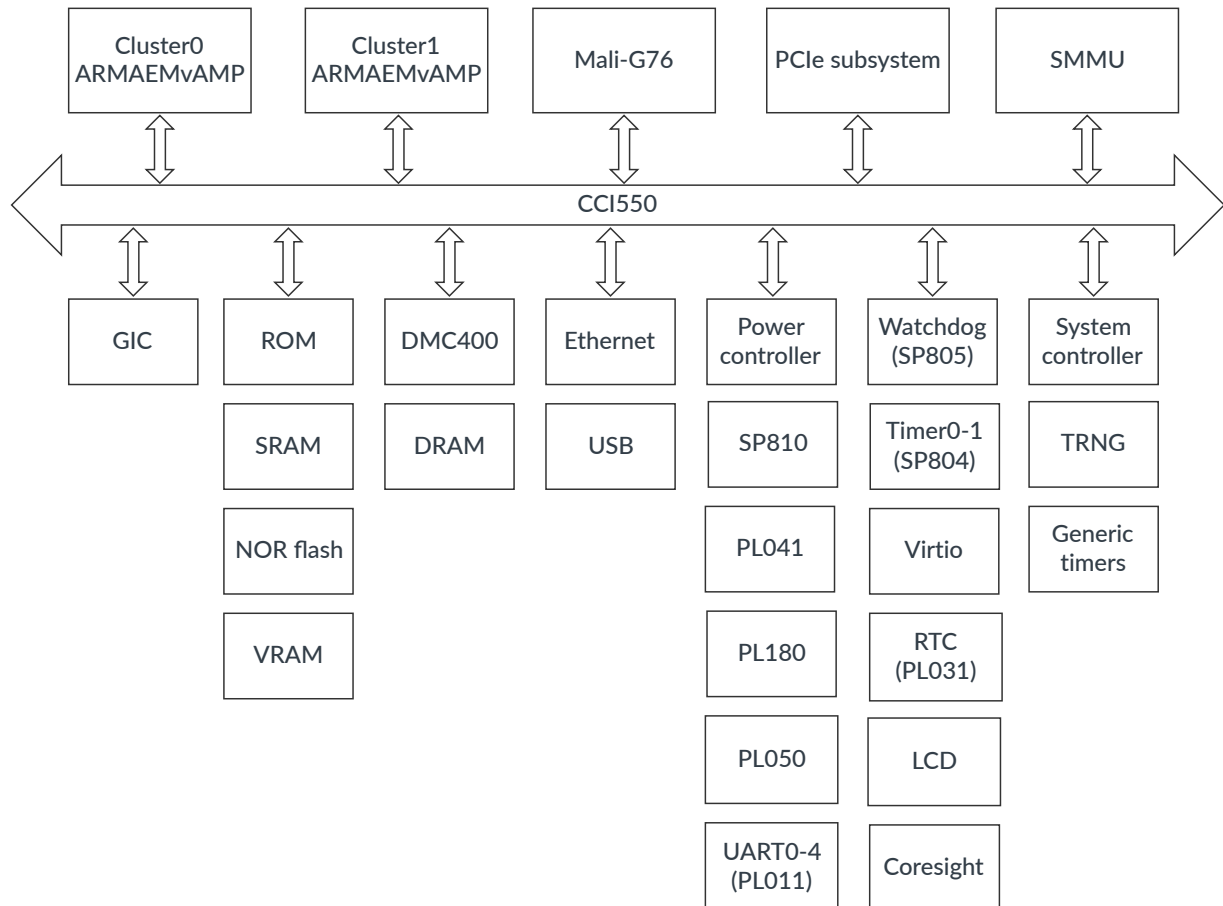 Cluster0
ARMAEMvAMP
Cluster1
ARMAEMvAMP
Mali-G76
PCIe subsystem
SMMU
CCI550
GIC
ROM
DMC400
Ethernet
Power
controller
Watchdog
(SP805)
System
controller
SRAM
DRAM
USB
SP810
Timer0-1
(SP804)
TRNG
NOR flash
PL041
Virtio
Generic
timers
VRAM
PL180
RTC
(PL031)
PL050
LCD
UART0-4
(PL011)
Coresight